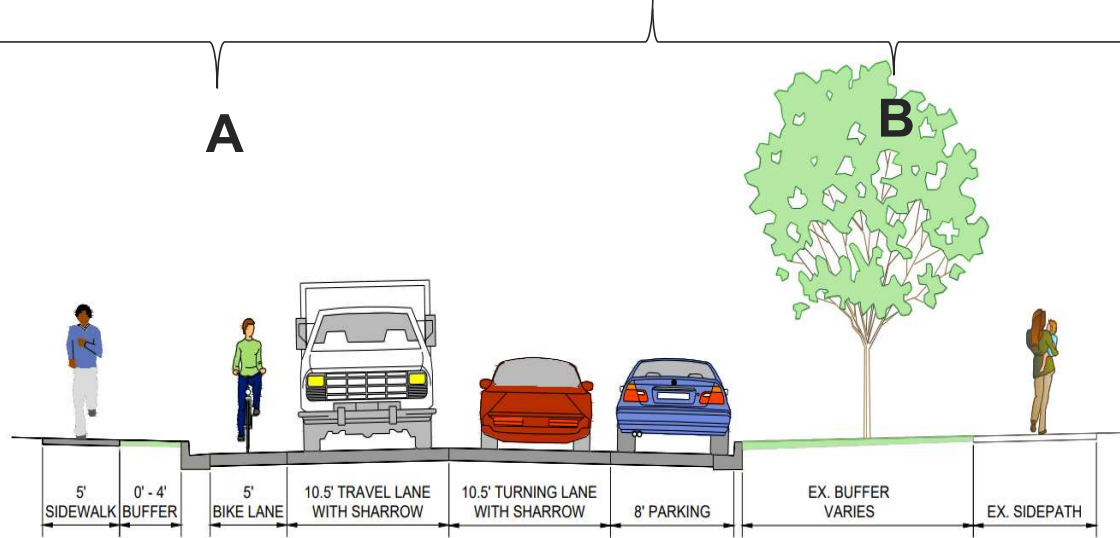 A
B
5'
SIDEWALK
0' - 4'
BUFFER
5'
BIKE LANE
10.5' TRAVEL LANE
WITH SHARROW
10.5' TURNING LANE
WITH SHARROW
8' PARKING
EX. BUFFER
VARIES
EX. SIDEPATH